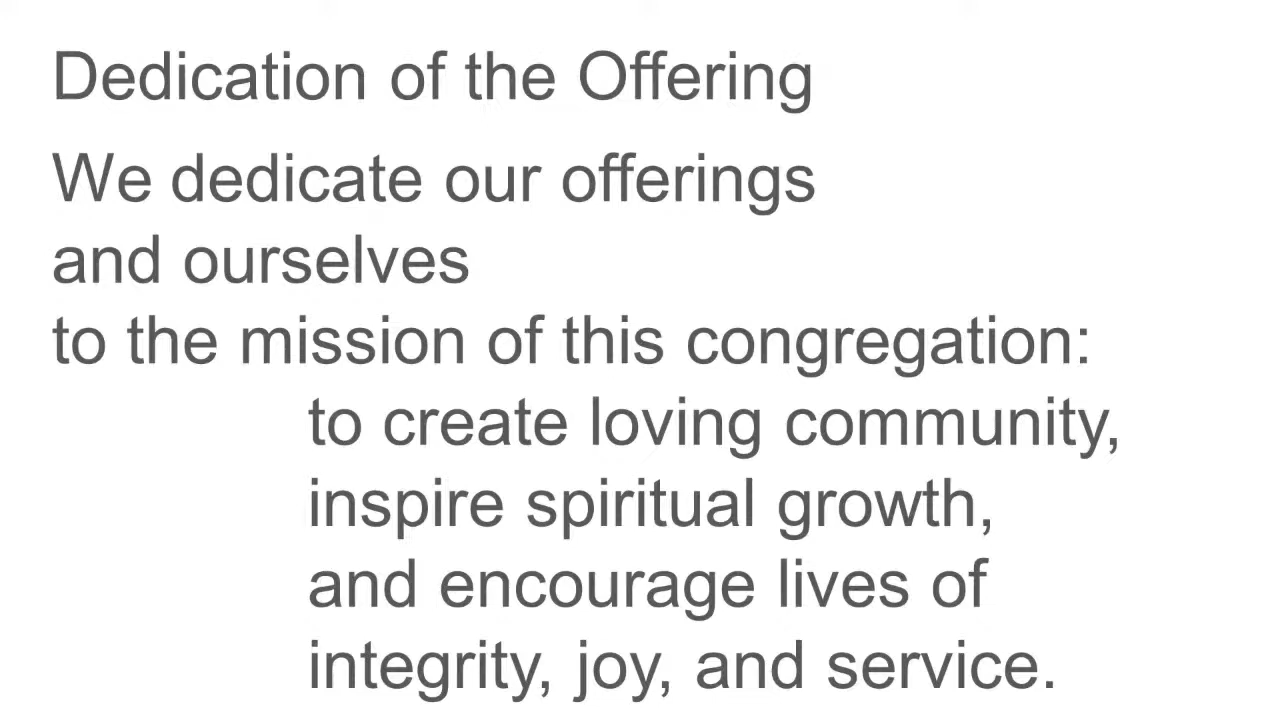 Dedication of the Offering
We dedicate our offerings
and ourselves
to the mission of this congregation:
to create loving community,
inspire spiritual growth,
and encourage lives of
integrity, joy, and service.